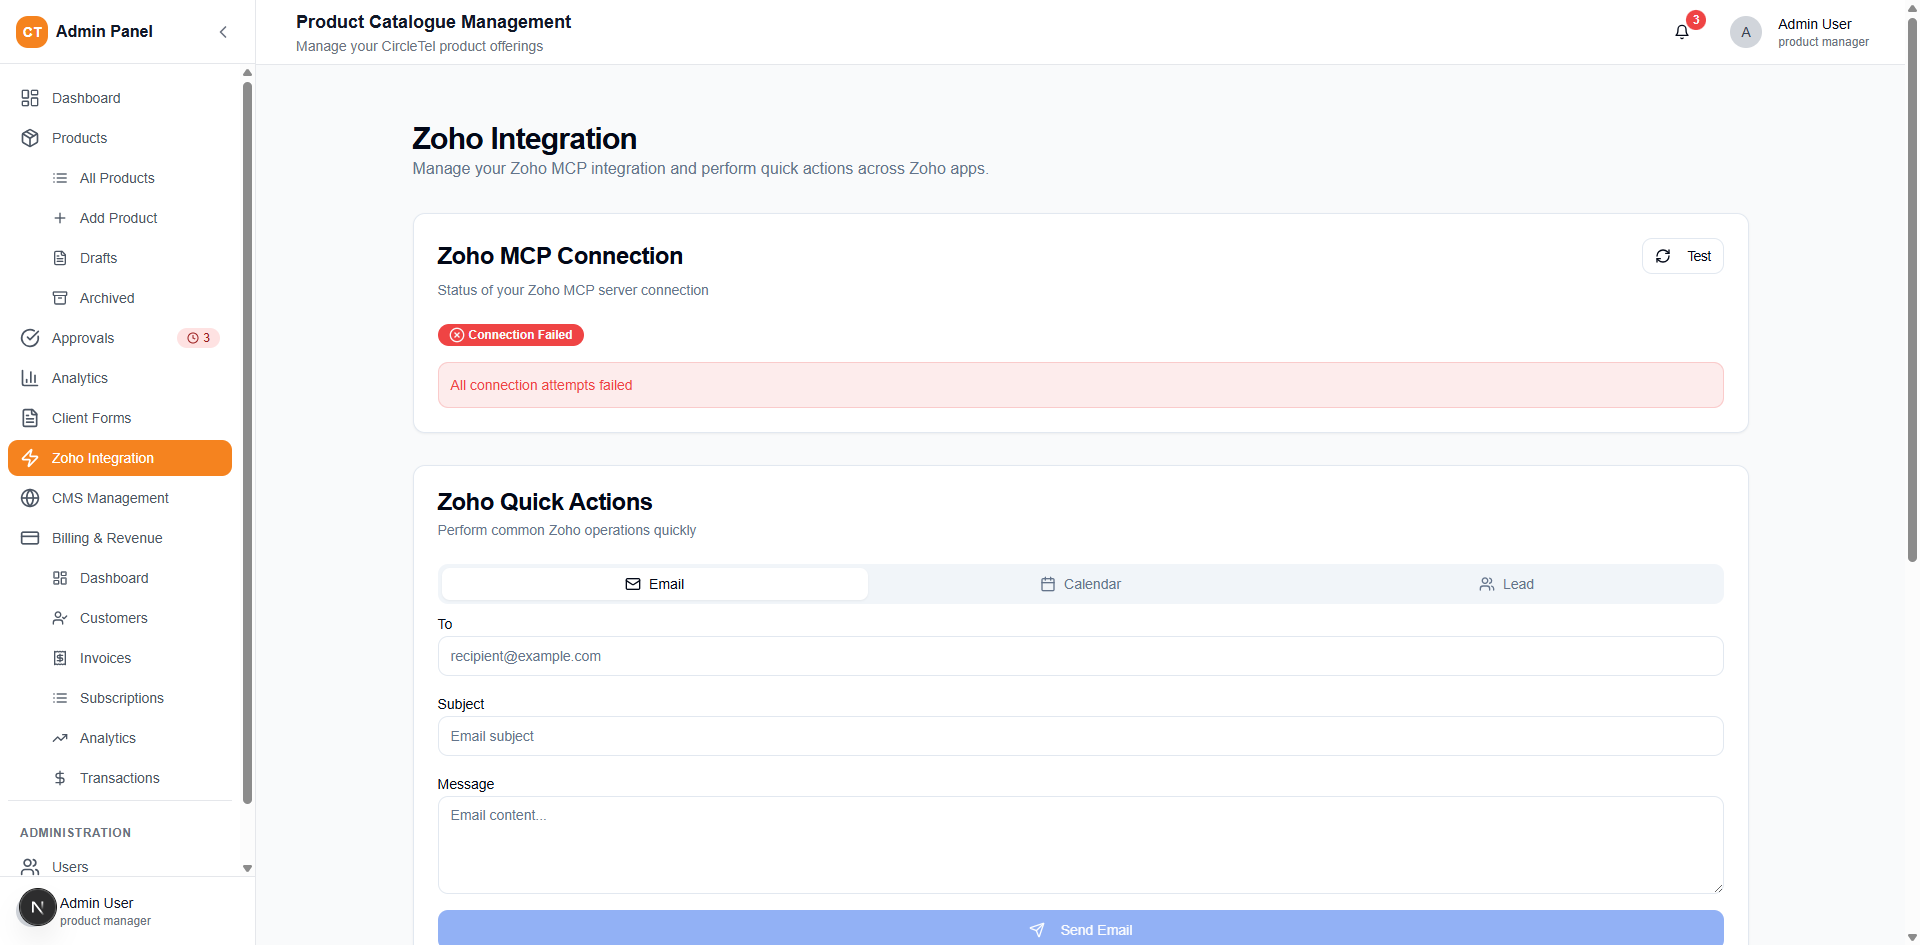 CT Admin Panel
Dashboard
Products
All Products
Add Product
Drafts
Archived
Approvals 3
Analytics
Client Forms
Zoho Integration
CMS Management
Billing & Revenue
Dashboard
Customers
Invoices
Subscriptions
Analytics
Transactions
ADMINISTRATION
Users
N
Admin User
product manager
Product Catalogue Management
Manage your CircleTel product offerings
3
A
Admin User
product manager
Zoho Integration
Manage your Zoho MCP integration and perform quick actions across Zoho apps.
Zoho MCP Connection
Test
Status of your Zoho MCP server connection
Connection Failed
All connection attempts failed
Zoho Quick Actions
Perform common Zoho operations quickly
Email Calendar Lead
To
recipient@example.com
Subject
Email subject
Message
Email content...
Send Email